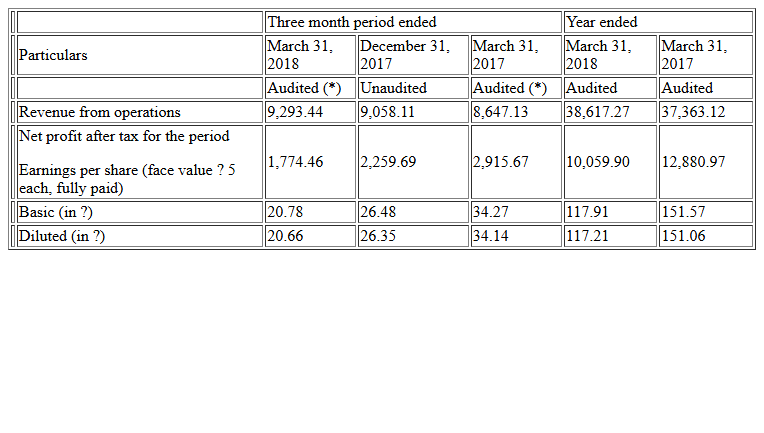 Three month period ended Year ended
Particulars March 31, 2018 December 31, 2017 March 31, 2017 March 31, 2018 March 31, 2017
Audited (*) Unaudited Audited (*) Audited Audited
Revenue from operations 9,293.44 9,058.11 8,647.13 38,617.27 37,363.12
Net profit after tax for the period
Earnings per share (face value ? 5 each, fully paid) 1,774.46 2,259.69 2,915.67 10,059.90 12,880.97
Basic (in ?) 20.78 26.48 34.27 117.91 151.57
Diluted (in ?) 20.66 26.35 34.14 117.21 151.06